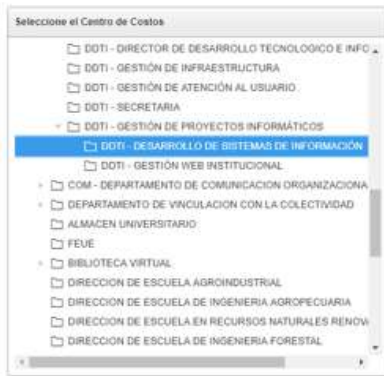 Seleccione el Centro de Costos
DDTI - DIRECTOR DE DESARROLLO TECNOLOGICO E INFO
DDTI - GESTIÓN DE INFRAESTRUCTURA
DDTI - GESTIÓN DE ATENCIÓN AL USUARIO
DDTI - SECRETARIA
DDTI - GESTIÓN DE PROYECTOS INFORMÁTICOS
DDTI - DESARROLLO DE SISTEMAS DE INFORMACIÓN
DDTI - GESTIÓN WEB INSTITUCIONAL
COM - DEPARTAMENTO DE COMUNICACION ORGANIZACIONA
DEPARTAMENTO DE VINCULACION CON LA COLECTIVIDAD
ALMACEN UNIVERSITARIO
FEUE
BIBLIOTECA VIRTUAL
DIRECCION DE ESCUELA AGROINDUSTRIAL
DIRECCION DE ESCUELA DE INGENIERIA AGROPECUARIA
DIRECCION DE ESCUELA EN RECURSOS NATURALES RENOV
DIRECCION DE ESCUELA DE INGENIERIA FORESTAL